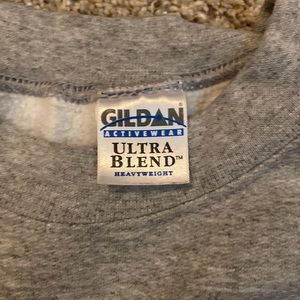 GILDAN®
ACTIVEWEAR
ULTRA
BLEND™
HEAVYWEIGHT